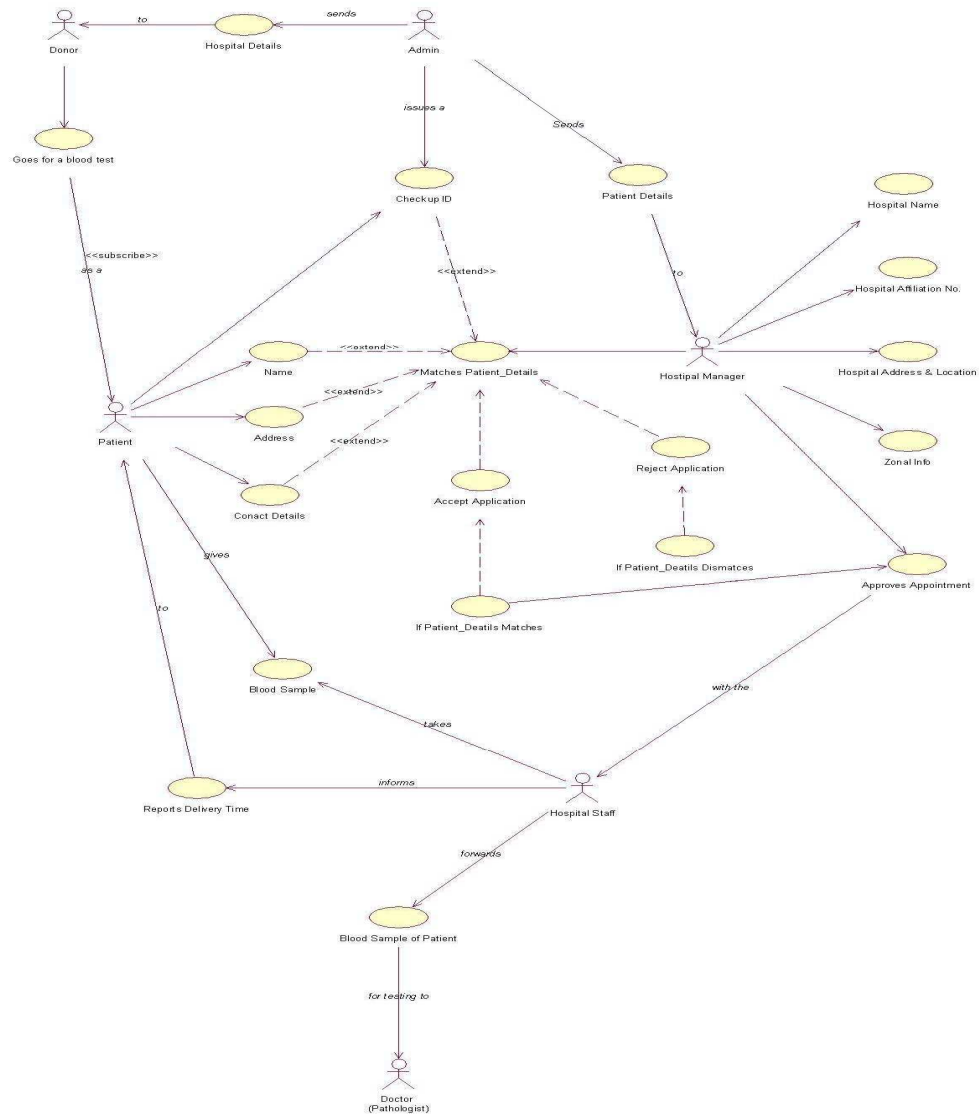 to
sends
Donor
Hospital Details
Admin
issues a
Sends
Goes for a blood test
Checkup ID
Patient Details
Hospital Name
<<subscribe>>
as a
<<extend>>
to
Hospital Affiliation No.
<<extend>>
Name
Matches Patient_Details
Hostipal Manager
Hospital Address & Location
<<extend>>
Patient
Address
<<extend>>
Reject Application
Zonal Info
Conact Details
Accept Application
gives
If Patient_Deatils Dismatces
Approves Appointment
to
If Patient_Deatils Matches
Blood Sample
with the
takes
informs
Reports Delivery Time
Hospital Staff
forwards
Blood Sample of Patient
for testing to
Doctor
(Pathologist)